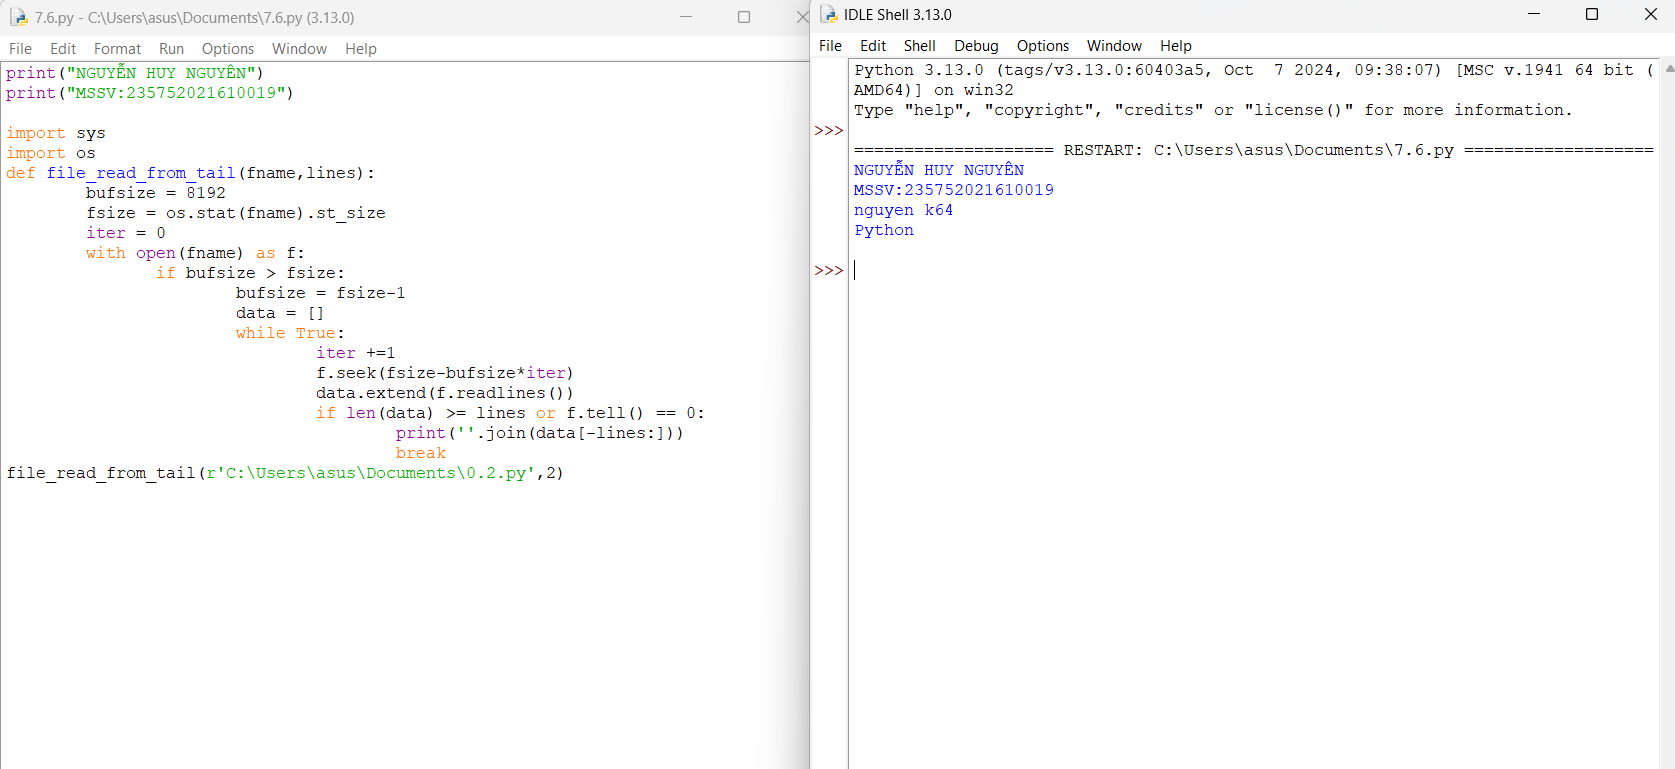 7.6.py - C:\Users\asus\Documents\7.6.py (3.13.0)
File Edit Format Run Options Window Help
print("NGUYỄN HUY NGUYÊN")
print("MSSV:235752021610019")
import sys
import os
def file_read_from_tail(fname,lines):
        bufsize = 8192
        fsize = os.stat(fname).st_size
        iter = 0
        with open(fname) as f:
               if bufsize > fsize:
                       bufsize = fsize-1
                       data = []
                       while True:
                               iter +=1
                               f.seek(fsize-bufsize*iter)
                               data.extend(f.readlines())
                               if len(data) >= lines or f.tell() == 0:
                                       print(''.join(data[-lines:]))
                                       break
file_read_from_tail(r'C:\Users\asus\Documents\0.2.py',2)
IDLE Shell 3.13.0
File Edit Shell Debug Options Window Help
Python 3.13.0 (tags/v3.13.0:60403a5, Oct  7 2024, 09:38:07) [MSC v.1941 64 bit (
AMD64)] on win32
Type "help", "copyright", "credits" or "license()" for more information.
>>>
==================== RESTART: C:\Users\asus\Documents\7.6.py ===================
NGUYỄN HUY NGUYÊN
MSSV:235752021610019
nguyen k64
Python
>>>